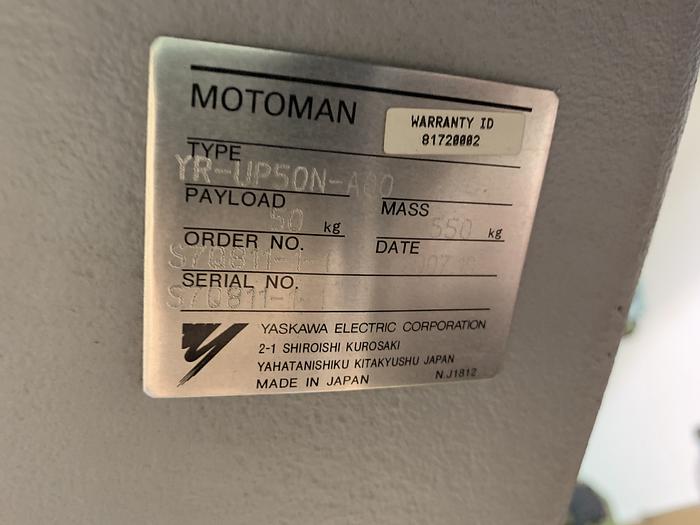 MOTOMAN
WARRANTY ID
81720002
TYPE
YR-UP50N-A00
PAYLOAD
50 kg
MASS
550 kg
ORDER NO.
DATE
SERIAL NO.
YASKAWA ELECTRIC CORPORATION
2-1 SHIROISHI KUROSAKI
YAHATANISHIKU KITAKYUSHU JAPAN
MADE IN JAPAN
NJ1812